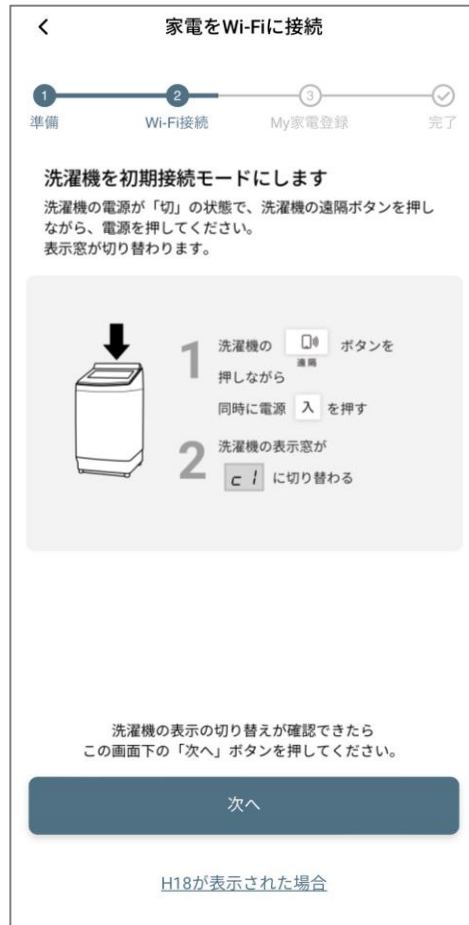 家電をWi-Fiに接続
1 2 3
準備 Wi-Fi接続 My家電登録 完了
洗濯機を初期接続モードにします
洗濯機の電源が「切」の状態で、洗濯機の遠隔ボタンを押し
ながら、電源を押してください。
表示窓が切り替わります。
1 洗濯機の ボタンを
遠隔
押しながら
同時に電源 入 を押す
2 洗濯機の表示窓が
c1 に切り替わる
洗濯機の表示の切り替えが確認できたら
この画面下の「次へ」ボタンを押してください。
次へ
H18が表示された場合